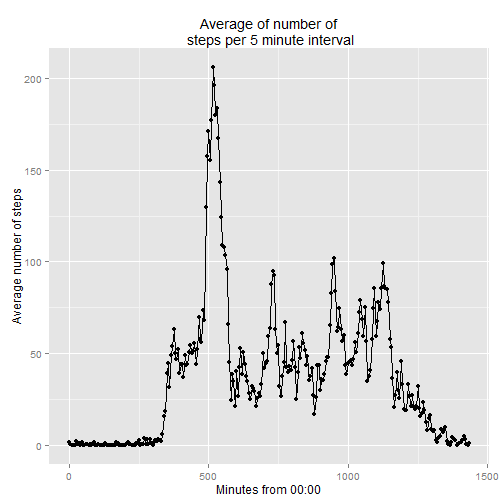 Average of number of
steps per 5 minute interval
Average number of steps
200
150
100
50
0
0 500 1000 1500
Minutes from 00:00